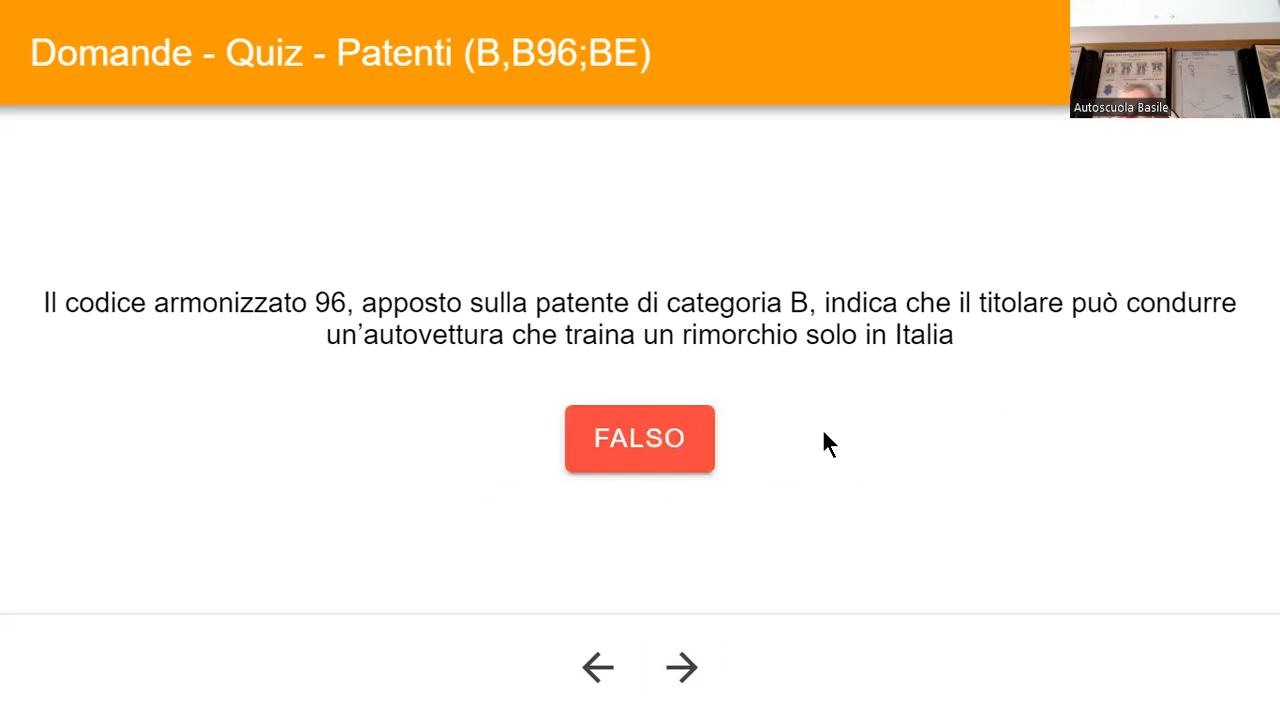 Domande - Quiz - Patenti (B,B96;BE)
Autoscuola Basile
Il codice armonizzato 96, apposto sulla patente di categoria B, indica che il titolare può condurre
un’autovettura che traina un rimorchio solo in Italia
FALSO